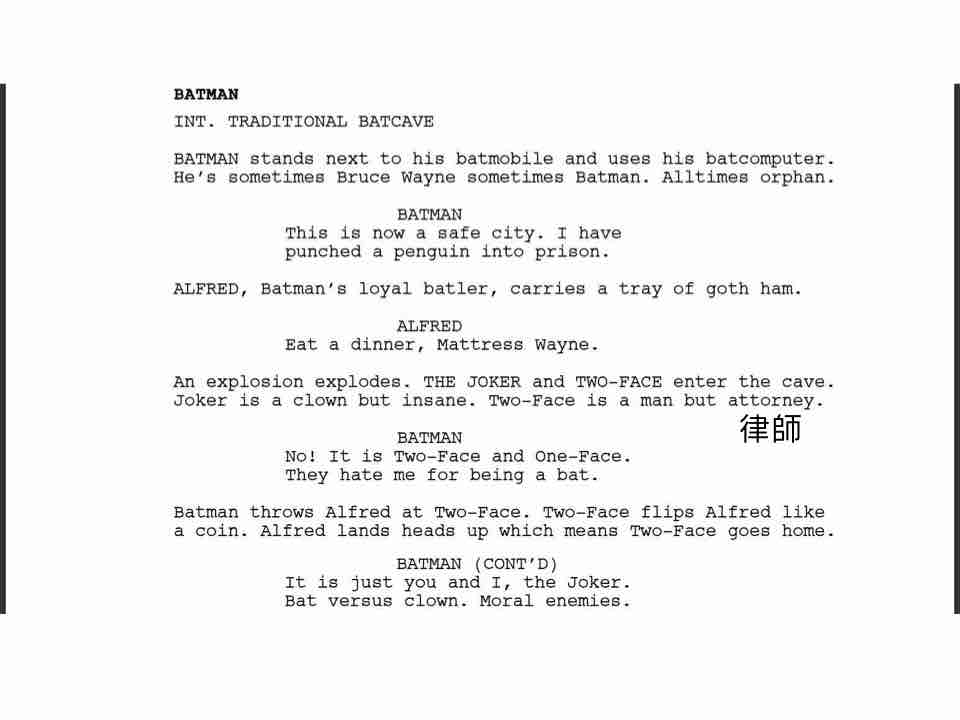 BATMAN
INT. TRADITIONAL BATCAVE
BATMAN stands next to his batmobile and uses his batcomputer.
He's sometimes Bruce Wayne sometimes Batman. Alltimes orphan.
BATMAN
This is now a safe city. I have
punched a penguin into prison.
ALFRED, Batman's loyal batler, carries a tray of goth ham.
ALFRED
Eat a dinner, Mattress Wayne.
An explosion explodes. THE JOKER and TWO-FACE enter the cave.
Joker is a clown but insane. Two-Face is a man but attorney.
律師
BATMAN
No! It is Two-Face and One-Face.
They hate me for being a bat.
Batman throws Alfred at Two-Face. Two-Face flips Alfred like
a coin. Alfred lands heads up which means Two-Face goes home.
BATMAN (CONT'D)
It is just you and I, the Joker.
Bat versus clown. Moral enemies.